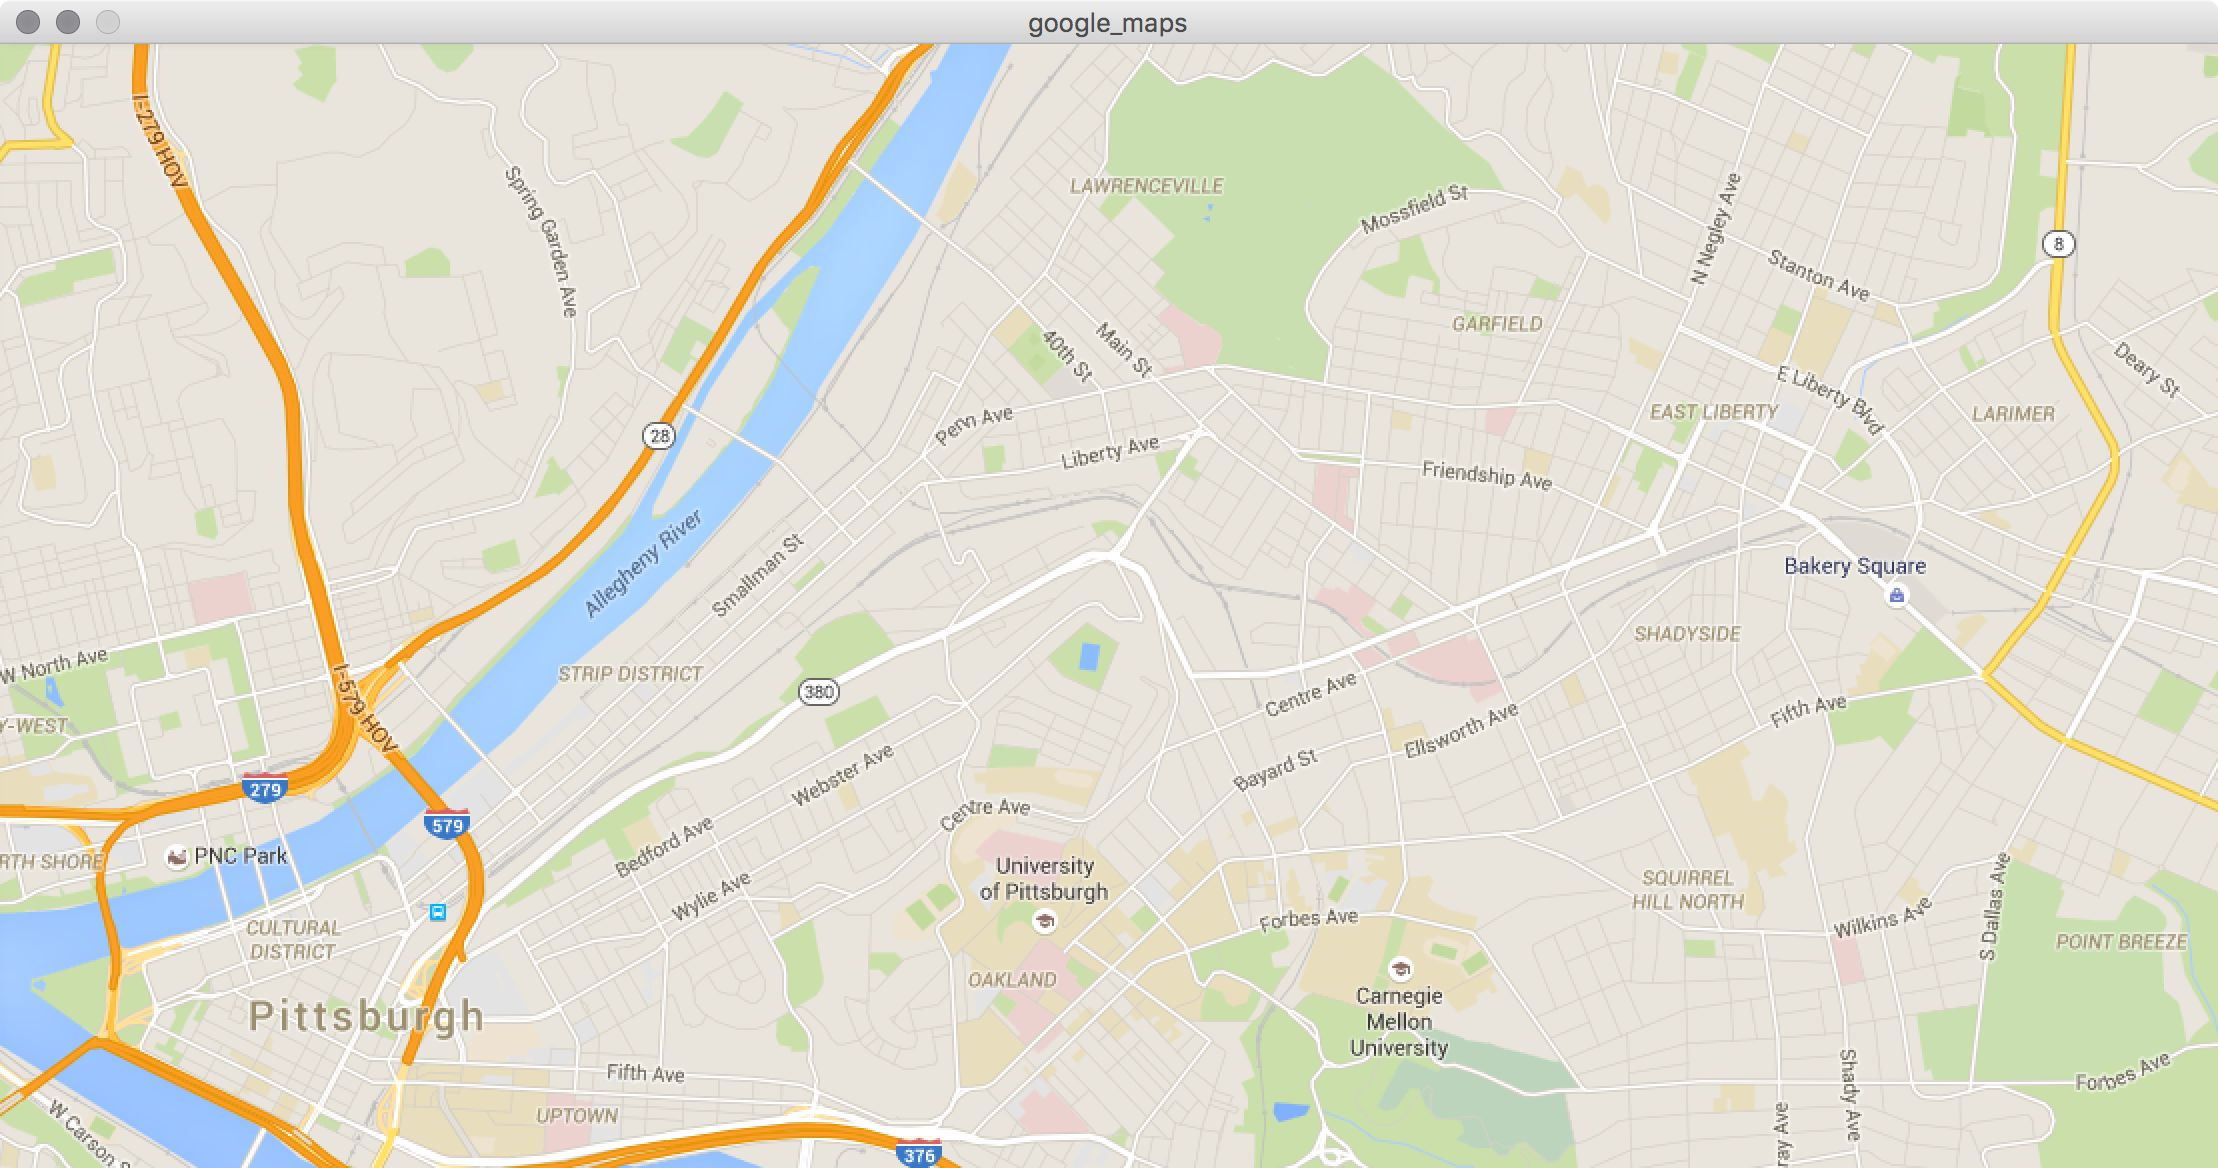 google_maps
I-279 HOV
Spring Garden Ave
LAWRENCEVILLE
Mossfield St
N Negley Ave
Stanton Ave
8
GARFIELD
40th St
Main St
Deary St
E Liberty Blvd
EAST LIBERTY
LARIMER
28
Penn Ave
Liberty Ave
Friendship Ave
Allegheny River
Smallman St
Bakery Square
SHADYSIDE
W North Ave
I-579 HOV
STRIP DISTRICT
380
Centre Ave
Ellsworth Ave
Fifth Ave
Y-WEST
279
Webster Ave
Bayard St
579
Centre Ave
Bedford Ave
PNC Park
RTH SHORE
University
of Pittsburgh
Wylie Ave
SQUIRREL
HILL NORTH
Forbes Ave
Wilkins Ave
S Dallas Ave
CULTURAL
DISTRICT
POINT BREEZE
OAKLAND
Carnegie
Mellon
University
Pittsburgh
Fifth Ave
Forbes Ave
Shady Ave
UPTOWN
W Carson S
ray Ave
376